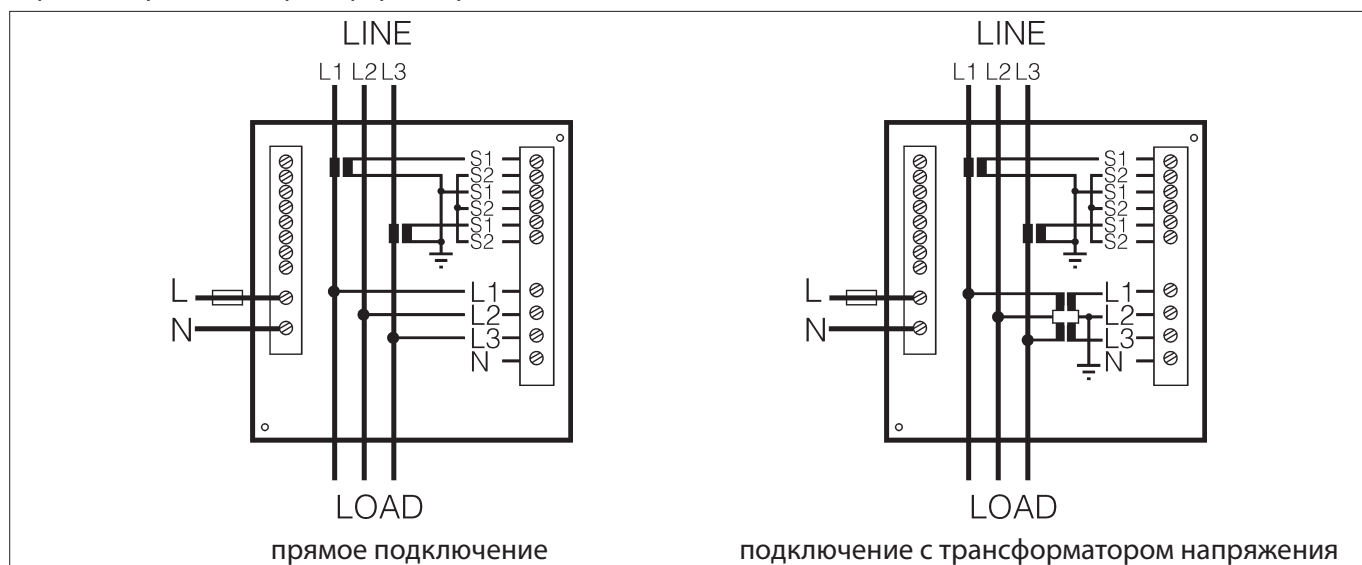 LINE
L1 L2 L3
S1
S2
S1
S2
S1
S2
L
N
L1
L2
L3
N
LOAD
прямое подключение
LINE
L1 L2 L3
S1
S2
S1
S2
S1
S2
L
N
L1
L2
L3
N
LOAD
подключение с трансформатором напряжения